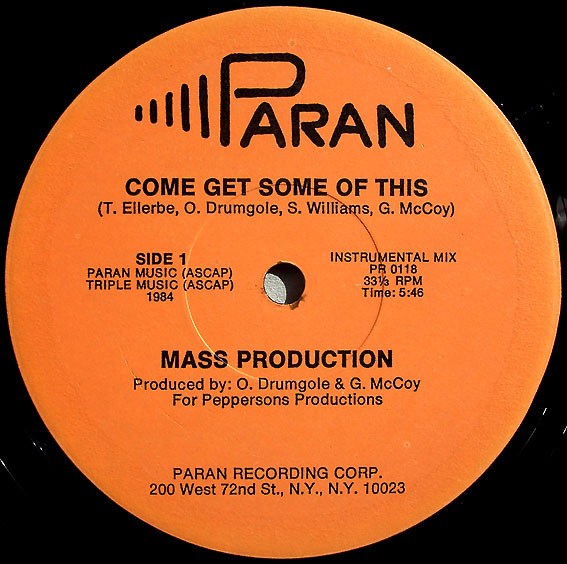 PARAN
COME GET SOME OF THIS
(T. Ellerbe, O. Drumgole, S. Williams, G. McCoy)
SIDE 1
PARAN MUSIC (ASCAP)
TRIPLE MUSIC (ASCAP)
1984
INSTRUMENTAL MIX
PR 0118
33⅓ RPM
Time: 5:46
MASS PRODUCTION
Produced by: O. Drumgole & G. McCoy
For Peppersons Productions
PARAN RECORDING CORP.
200 West 72nd St., N.Y., N.Y. 10023